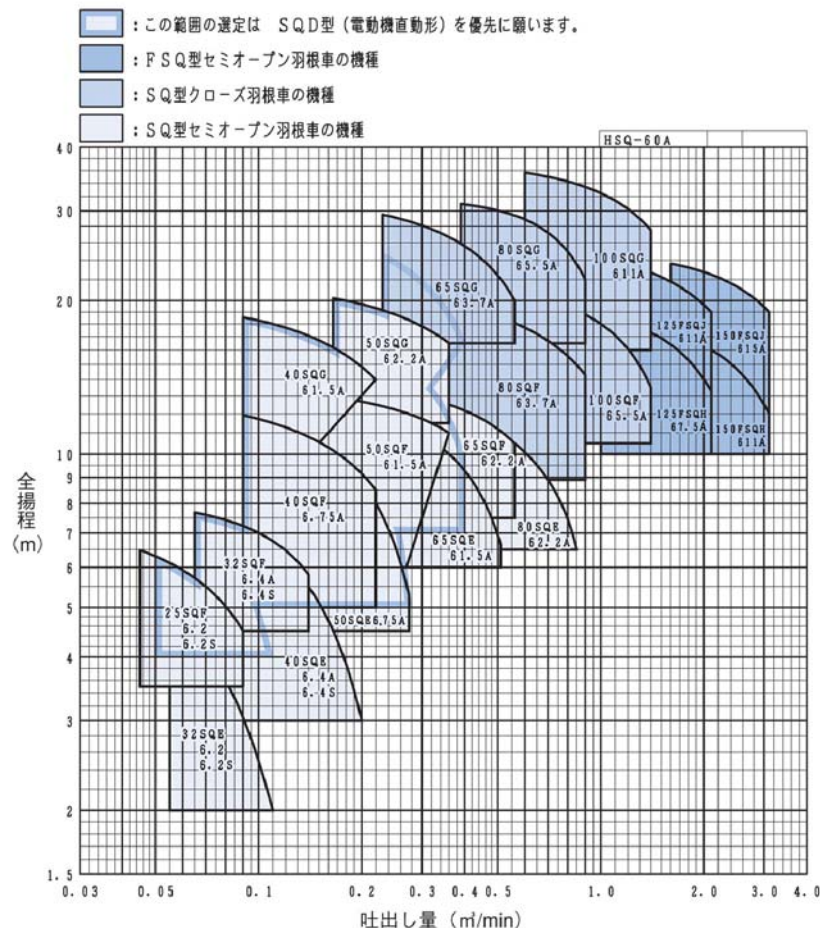 ：この範囲の選定は　ＳＱＤ型（電動機直動形）を優先に願います。
：ＦＳＱ型セミオープン羽根車の機種
：ＳＱ型クローズ羽根車の機種
：ＳＱ型セミオープン羽根車の機種
HSQ-60A
40
30
20
10
9
8
7
6
5
4
3
2
1.5
全揚程
(m)
100SQG
611A
80SQG
65.5A
65SQG
63.7A
125FSQJ
611A
150FSQJ
615A
50SQG
62.2A
40SQG
61.5A
80SQF
63.7A
100SQF
65.5A
125FSQH
67.5A
150FSQH
611A
50SQF
61.5A
65SQF
62.2A
40SQF
6.75A
65SQE
61.5A
80SQE
62.2A
32SQF
6.4A
6.4S
25SQF
6.2
6.2S
50SQE6.75A
40SQE
6.4A
6.4S
32SQE
6.2
6.2S
0.03
0.05
0.1
0.2
0.3
0.4
0.5
1.0
2.0
3.0
4.0
吐出し量（㎥/min）